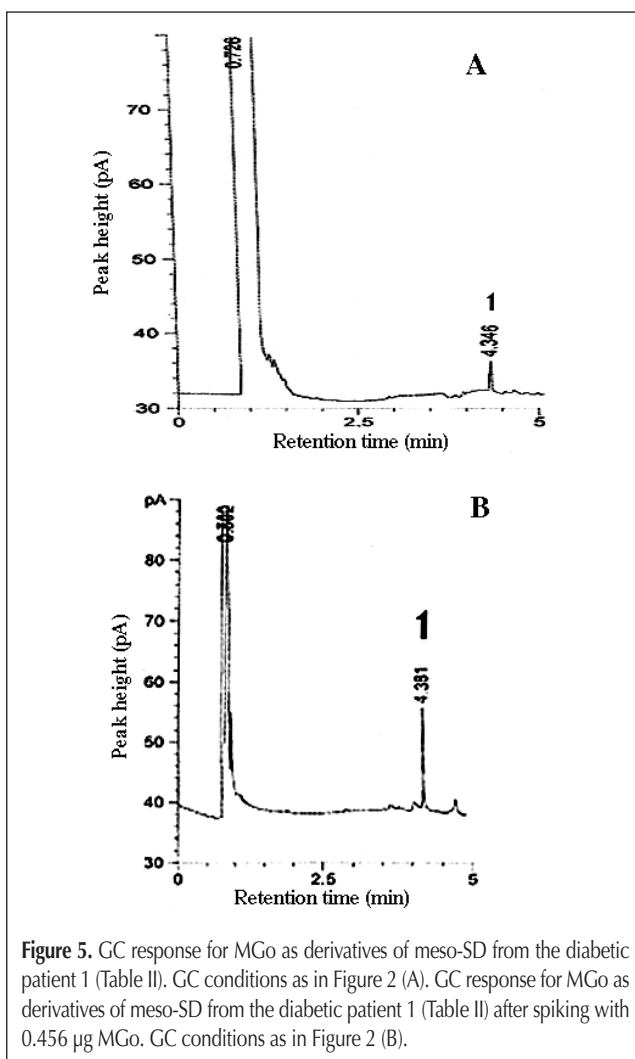 0.726
A
70
60
50
40
30
Peak height (pA)
1
4.346
0
2.5
5
Retention time (min)
pA
B
80
70
60
50
40
30
Peak height (pA)
1
4.381
0
2.5
5
Retention time (min)
Figure 5. GC response for MGo as derivatives of meso-SD from the diabetic
patient 1 (Table II). GC conditions as in Figure 2 (A). GC response for MGo as
derivatives of meso-SD from the diabetic patient 1 (Table II) after spiking with
0.456 µg MGo. GC conditions as in Figure 2 (B).